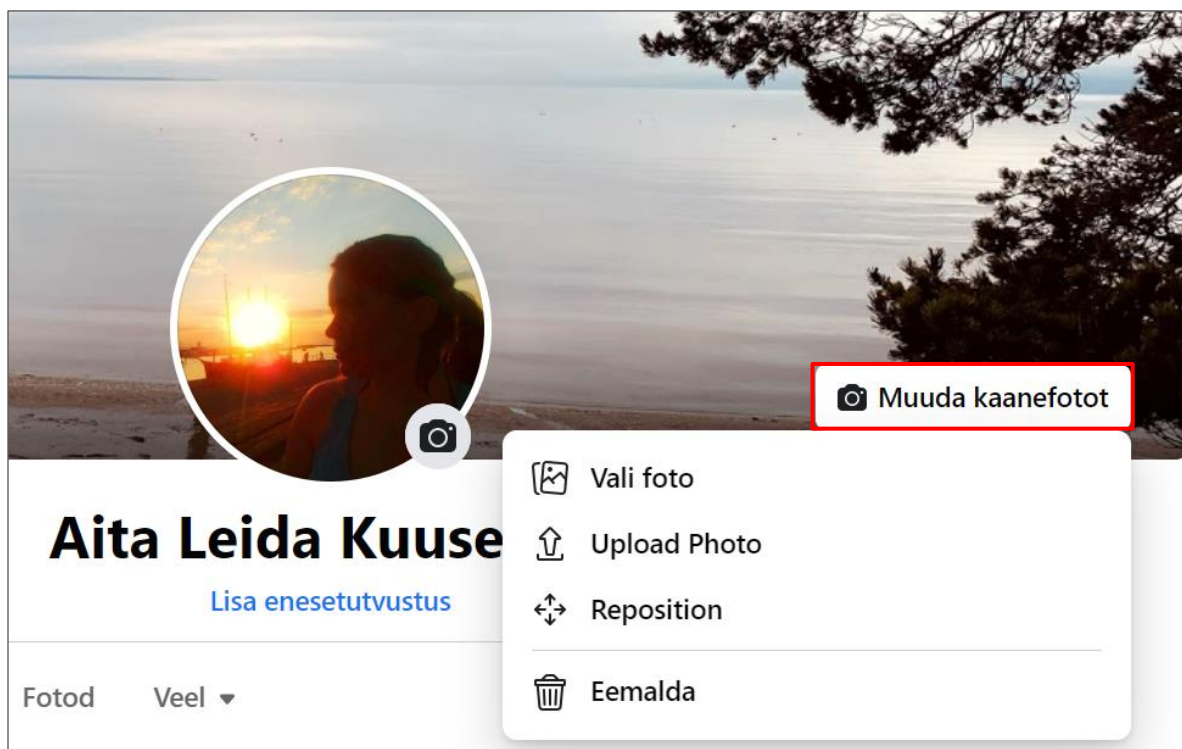 Muuda kaanefotot
Vali foto
Aita Leida Kuuse
Upload Photo
Lisa enesetutvustus
Reposition
Eemalda
Fotod
Veel